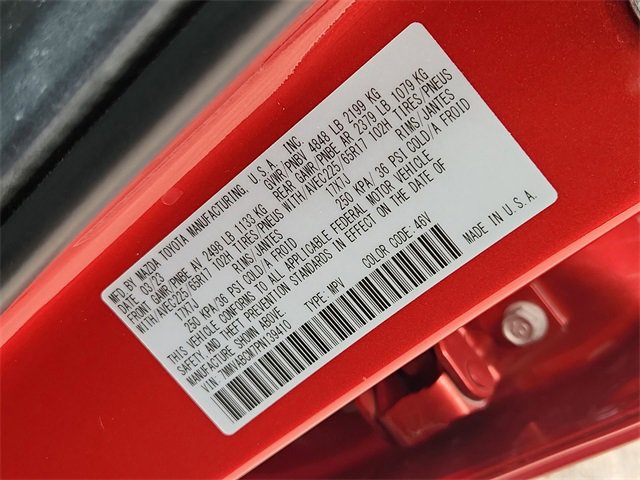 MFD. BY MAZDA TOYOTA MANUFACTURING, U.S.A, INC.
DATE: 03/23 GVWR/PNBV 4848 LB 2199 KG
FRONT GAWR/PNBE AV 2498 LB 1133 KG REAR GAWR/PNBE AR 2379 LB 1079 KG
WITH/AVEC225/65R17 102H TIRES/PNEUS WITH/AVEC225/65R17 102H TIRES/PNEUS
17X7J RIMS/JANTES 17X7J RIMS/JANTES
250 KPA/36 PSI COLD/A FROID 250 KPA/36 PSI COLD/A FROID
THIS VEHICLE CONFORMS TO ALL APPLICABLE FEDERAL MOTOR VEHICLE
SAFETY, AND THEFT PREVENTION STANDARDS IN EFFECT ON THE DATE OF
MANUFACTURE SHOWN ABOVE
VIN: 7MMVABCM7PN139410 TYPE: MPV COLOR CODE: 46V
MADE IN U.S.A.